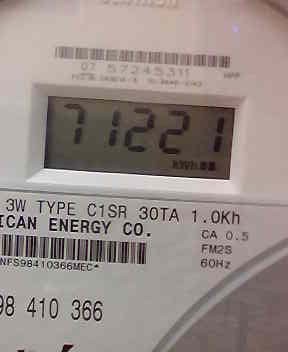 07 57245311
71221
kWh
3W TYPE C1SR 30TA 1.0Kh
ICAN ENERGY CO.
CA 0.5
FM2S
60Hz
NFS98410366MEC*
98 410 366